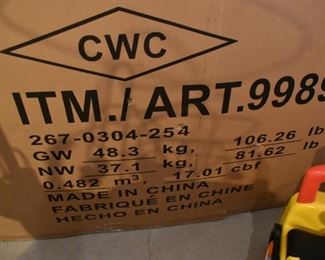 CWC
ITM./ ART.9989
267-0304-254
GW 48.3 kg, 106.26 lb
NW 37.1 kg, 81.62 lb
0.482 m³, 17.01 cbf
MADE IN CHINA
FABRIQUÉ EN CHINE
HECHO EN CHINA